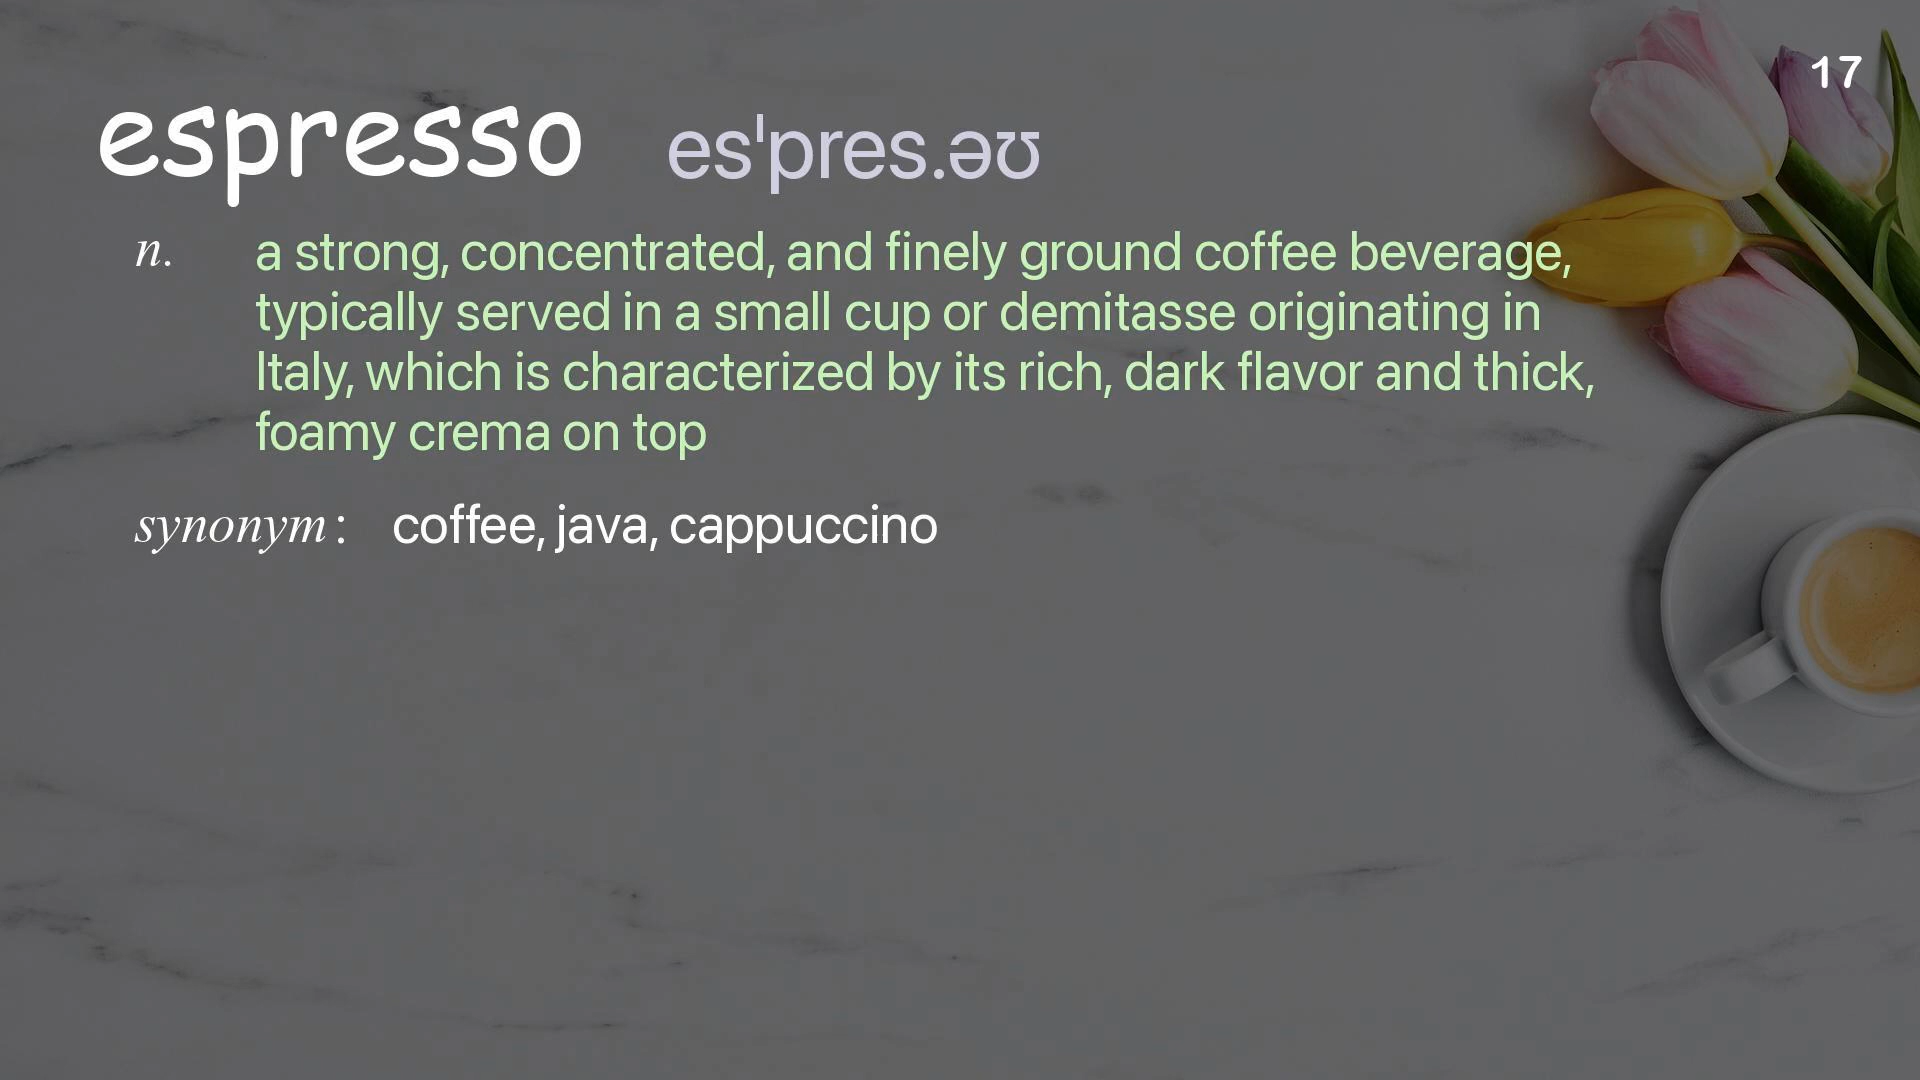 17
espresso esˈpres.əʊ
n. a strong, concentrated, and finely ground coffee beverage,
typically served in a small cup or demitasse originating in
Italy, which is characterized by its rich, dark flavor and thick,
foamy crema on top
synonym: coffee, java, cappuccino